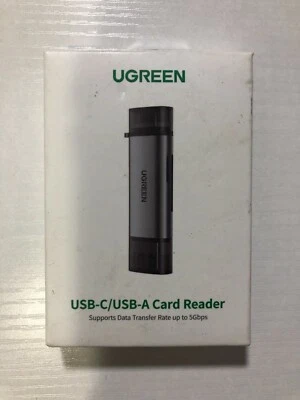 UGREEN
UGREEN
USB-C/USB-A Card Reader
Supports Data Transfer Rate up to 5Gbps